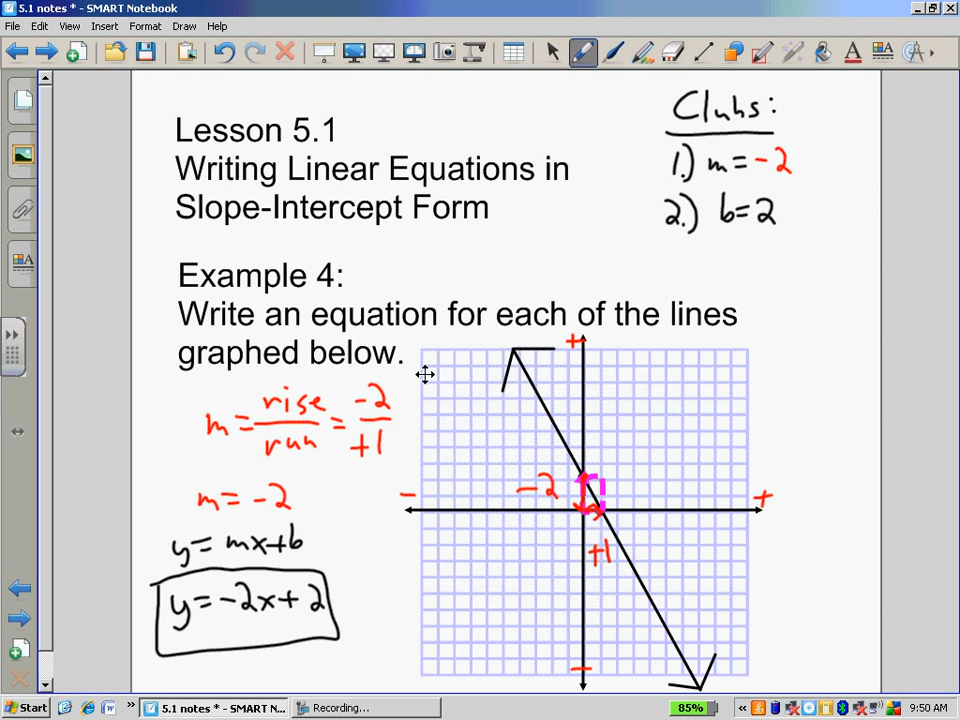 5.1 notes * - SMART Notebook
File Edit View Insert Format Draw Help
Lesson 5.1
Writing Linear Equations in
Slope-Intercept Form
Clubs:
1.) m = -2
2.) b = 2
Example 4:
Write an equation for each of the lines
graphed below.
m = rise/run = -2/+1
m = -2
y = mx+b
y = -2x + 2
+
-
-2
+
+1
-
Start
5.1 notes * - SMART N...
Recording...
85%
9:50 AM